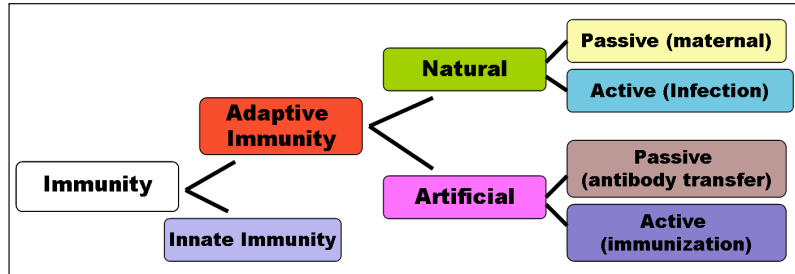 Passive (maternal)
Natural
Active (Infection)
Adaptive
Immunity
Passive
(antibody transfer)
Immunity
Artificial
Active
(immunization)
Innate Immunity